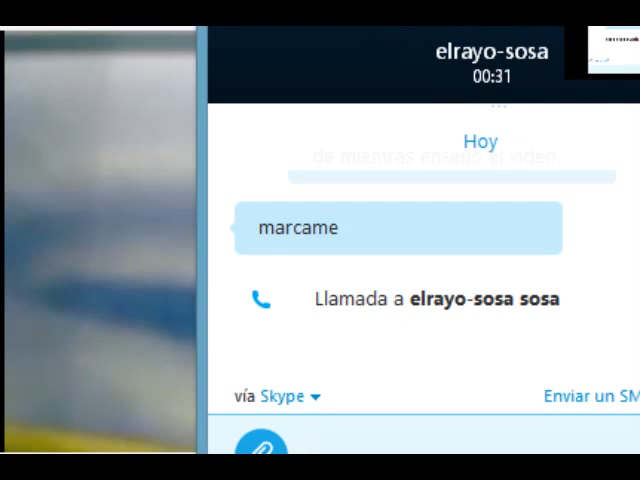 elrayo-sosa
00:31
Hoy
de mientras enseño el video
marcame
Llamada a elrayo-sosa sosa
vía Skype
Enviar un SM